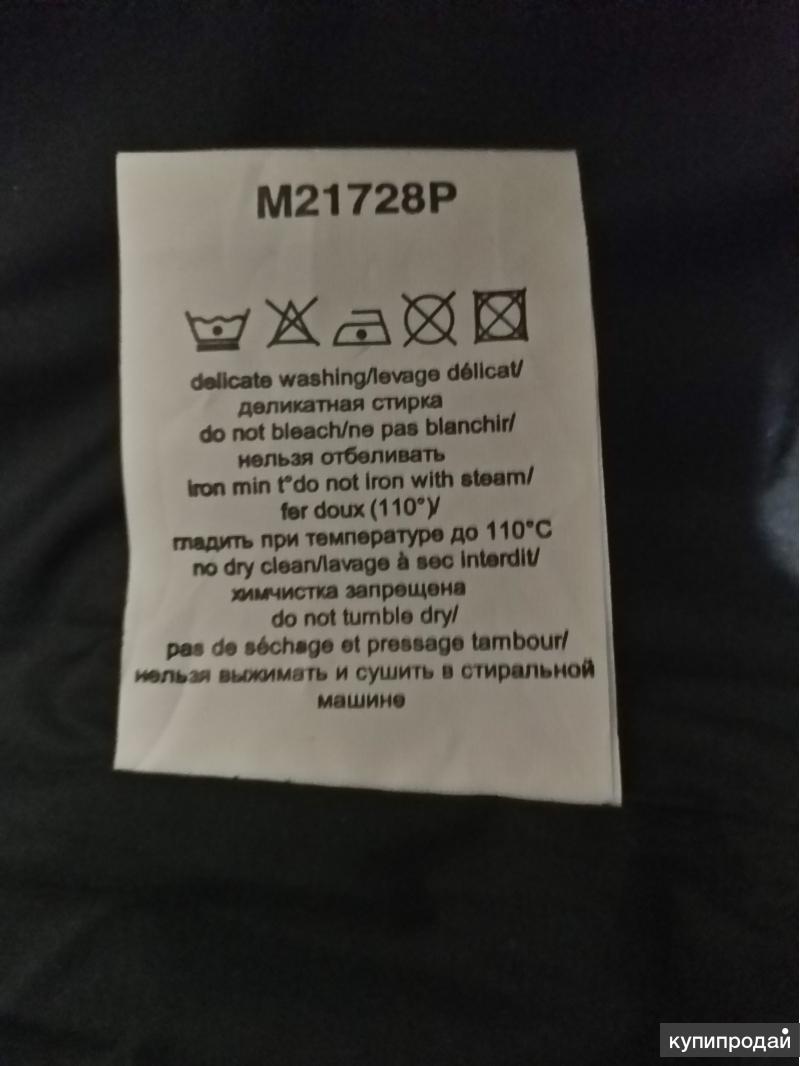 M21728P
delicate washing/levage délicat/
деликатная стирка
do not bleach/ne pas blanchir/
нельзя отбеливать
iron min t°do not iron with steam/
fer doux (110°)/
гладить при температуре до 110°C
no dry clean/lavage à sec interdit/
химчистка запрещена
do not tumble dry/
pas de séchage et pressage tambour/
нельзя выжимать и сушить в стиральной
машине
купипродай